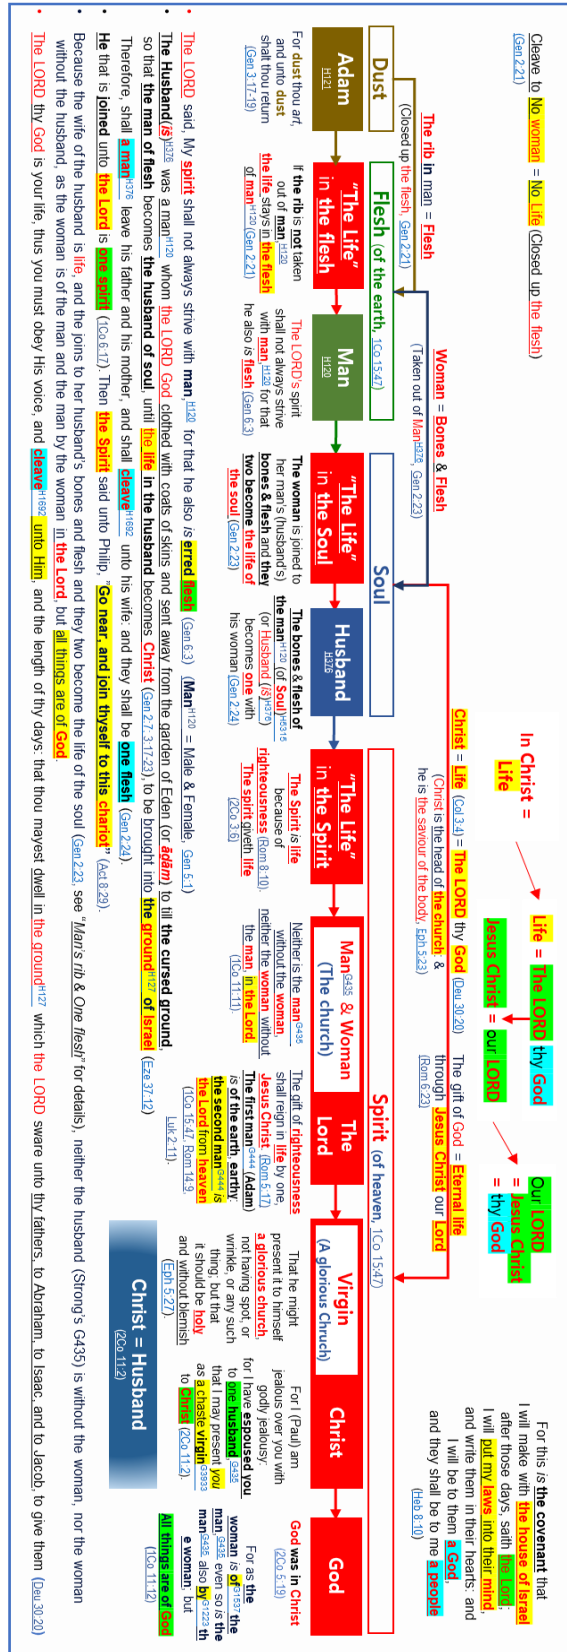 Cleave to No woman = No Life (Closed up the flesh)
(Gen 2:21)
In Christ =
Life
Life = The LORD thy God
Jesus Christ = our LORD
Our LORD
= Jesus Christ
= thy God
For this is the covenant that
I will make with the house of Israel
after those days, saith the Lord;
I will put my laws into their mind,
and write them in their hearts: and
I will be to them a God,
and they shall be to me a people
(Heb 8:10)
The rib in man = Flesh
(Closed up the flesh, Gen 2:21)
Woman = Bones & Flesh
(Taken out of Man H376, Gen 2:23)
Christ = Life (Col 3:4) = The LORD thy God (Deu 30:20)
(Christ is the head of the church: &
he is the saviour of the body, Eph 5:23)
The gift of God = Eternal life
through Jesus Christ our Lord
(Rom 6:23)
Dust
Flesh (of the earth, 1Co 15:47)
Soul
Spirit (of heaven, 1Co 15:47)
Adam
H121
"The Life"
in the flesh
Man
H120
"The Life"
in the Soul
Husband
H376
"The Life"
in the Spirit
Man G435 & Woman
(The church)
The
Lord
Virgin
(A glorious Chruch)
Christ
God
For dust thou art,
and unto dust
shalt thou return
(Gen 3:17-19)
If the rib is not taken
out of man, H120
the life stays in the flesh
of man H120 (Gen 2:21)
The LORD's spirit
shall not always strive
with man, H120 for that
he also is flesh (Gen 6:3)
The woman is joined to
her man's (husband's)
bones & flesh and they
two become the life of
the soul (Gen 2:23)
The bones & flesh of
the man H120 (of Soul) H5315
(or Husband (iš) H376)
becomes one with
his woman (Gen 2:24)
The Spirit is life
because of
righteousness (Rom 8:10).
The spirit giveth life
(2Co 3:6)
Neither is the man G435
without the woman,
neither the woman without
the man, in the Lord.
(1Co 11:11).
The gift of righteousness
shall reign in life by one,
Jesus Christ. (Rom 5:17)
The first man G444 (Adam)
is of the earth, earthy:
the second man G444 is
the Lord from heaven
(1Co 15:47, Rom 14:9,
Luk 2:11).
That he might
present it to himself
a glorious church,
not having spot, or
wrinkle, or any such
thing; but that
it should be holy
and without blemish
(Eph 5:27).
For I (Paul) am
jealous over you with
godly jealousy:
for I have espoused you
to one husband, G435
that I may present you
as a chaste virgin G3933
to Christ (2Co 11:2)
God was in Christ
(2Co 5:19)
For as the
woman is of G1537 the
man, G435 even so is the
man G435 also by G1223 th
e woman; but
All things are of God
(1Co 11:12)
Christ = Husband
(2Co 11:2)
• The LORD said, My spirit shall not always strive with man, H120 for that he also is erred flesh (Gen 6:3) (Man H120 = Male & Female, Gen 5:1)
The Husband(iš) H376 was a man H120 whom the LORD God clothed with coats of skins and sent away from the garden of Eden (or ādām) to till the cursed ground,
so that the man of flesh becomes the husband of soul, until the life in the husband becomes Christ (Gen 2:7, 3:17-23), to be brought into the ground H127 of Israel (Eze 37:12)
Therefore, shall a man H376 leave his father and his mother, and shall cleave H1692 unto his wife: and they shall be one flesh (Gen 2:24).
He that is joined unto the Lord is one spirit (1Co 6:17). Then the Spirit said unto Philip, "Go near, and join thyself to this chariot" (Act 8:29).
• Because the wife of the husband is life, and the joins to her husband's bones and flesh and they two become the life of the soul (Gen 2:23, see "Man's rib & One flesh" for details), neither the husband (Strong's G435) is without the woman, nor the woman
without the husband, as the woman is of the man and the man by the woman in the Lord, but all things are of God.
• The LORD thy God is your life, thus you must obey His voice, and cleave H1692 unto Him, and the length of thy days: that thou mayest dwell in the ground H127 which the LORD sware unto thy fathers, to Abraham, to Isaac, and to Jacob, to give them (Deu 30:20)